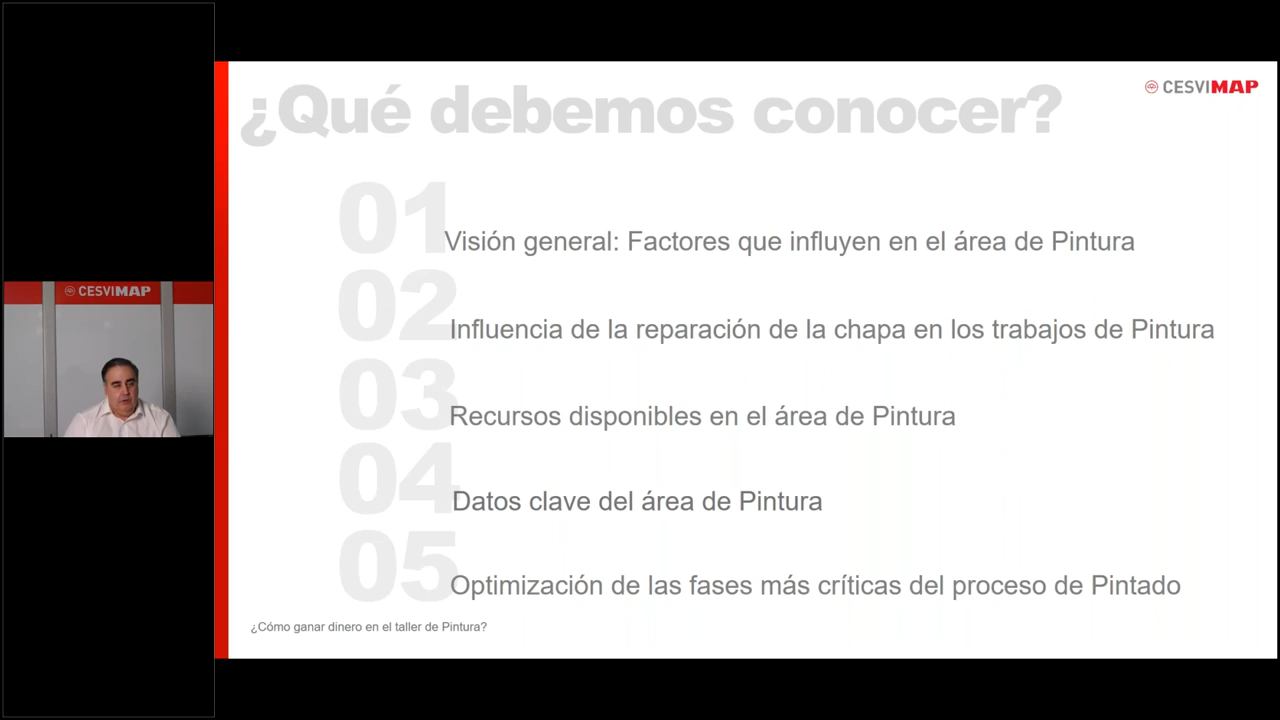 ¿Qué debemos conocer?
CESVIMAP
01
Visión general: Factores que influyen en el área de Pintura
02
Influencia de la reparación de la chapa en los trabajos de Pintura
03
Recursos disponibles en el área de Pintura
04
Datos clave del área de Pintura
05
Optimización de las fases más críticas del proceso de Pintado
¿Cómo ganar dinero en el taller de Pintura?
CESVIMAP